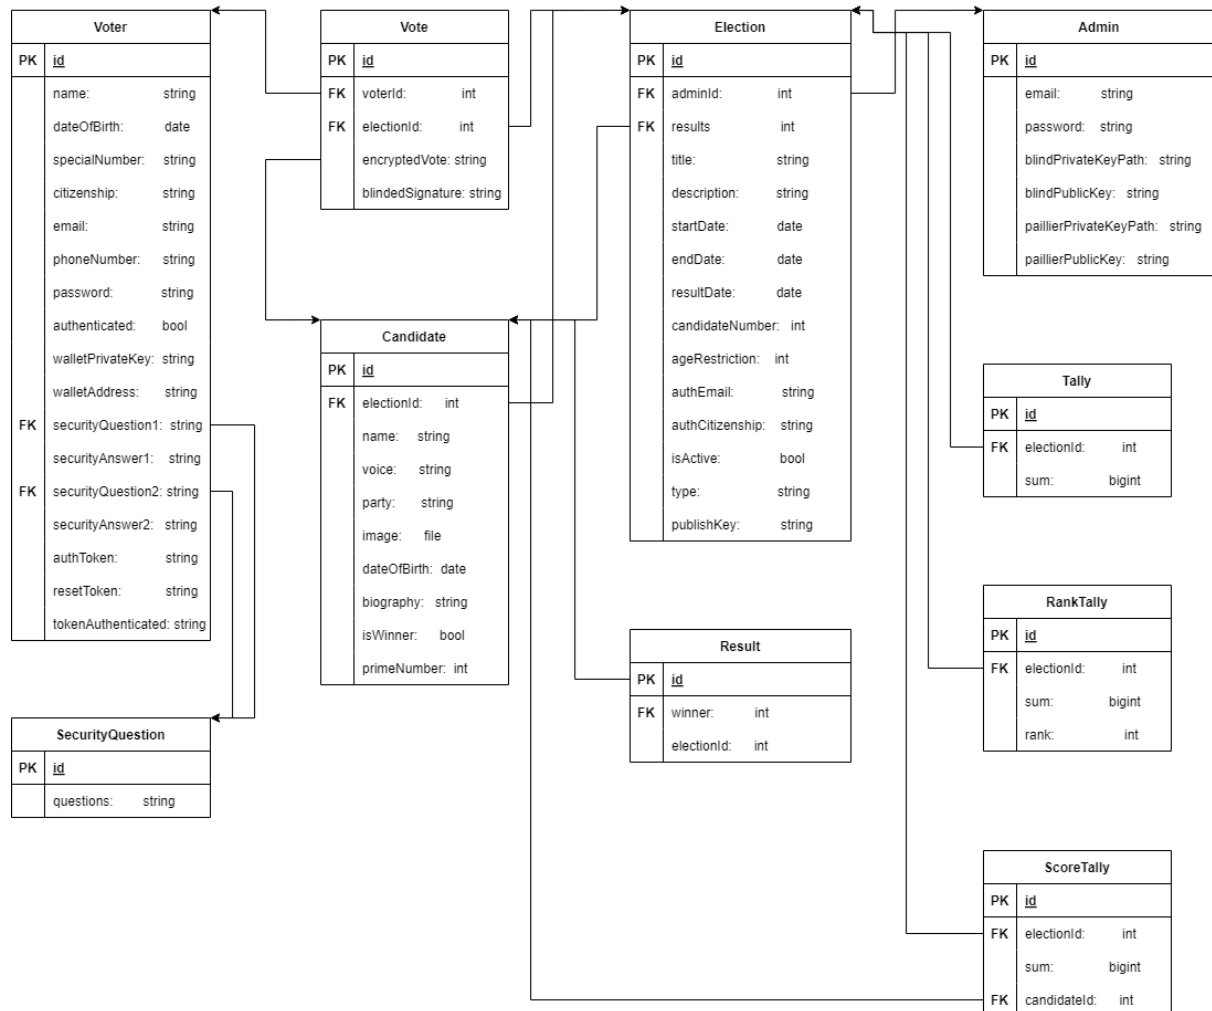 Voter
PK id
name: string
dateOfBirth: date
specialNumber: string
citizenship: string
email: string
phoneNumber: string
password: string
authenticated: bool
walletPrivateKey: string
walletAddress: string
FK securityQuestion1: string
securityAnswer1: string
FK securityQuestion2: string
securityAnswer2: string
authToken: string
resetToken: string
tokenAuthenticated: string
SecurityQuestion
PK id
questions: string
Vote
PK id
FK voterId: int
FK electionId: int
encryptedVote: string
blindedSignature: string
Candidate
PK id
FK electionId: int
name: string
voice: string
party: string
image: file
dateOfBirth: date
biography: string
isWinner: bool
primeNumber: int
Election
PK id
FK adminId: int
FK results int
title: string
description: string
startDate: date
endDate: date
resultDate: date
candidateNumber: int
ageRestriction: int
authEmail: string
authCitizenship: string
isActive: bool
type: string
publishKey: string
Result
PK id
FK winner: int
electionId: int
Admin
PK id
email: string
password: string
blindPrivateKeyPath: string
blindPublicKey: string
paillierPrivateKeyPath: string
paillierPublicKey: string
Tally
PK id
FK electionId: int
sum: bigint
RankTally
PK id
FK electionId: int
sum: bigint
rank: int
ScoreTally
PK id
FK electionId: int
sum: bigint
FK candidateId: int